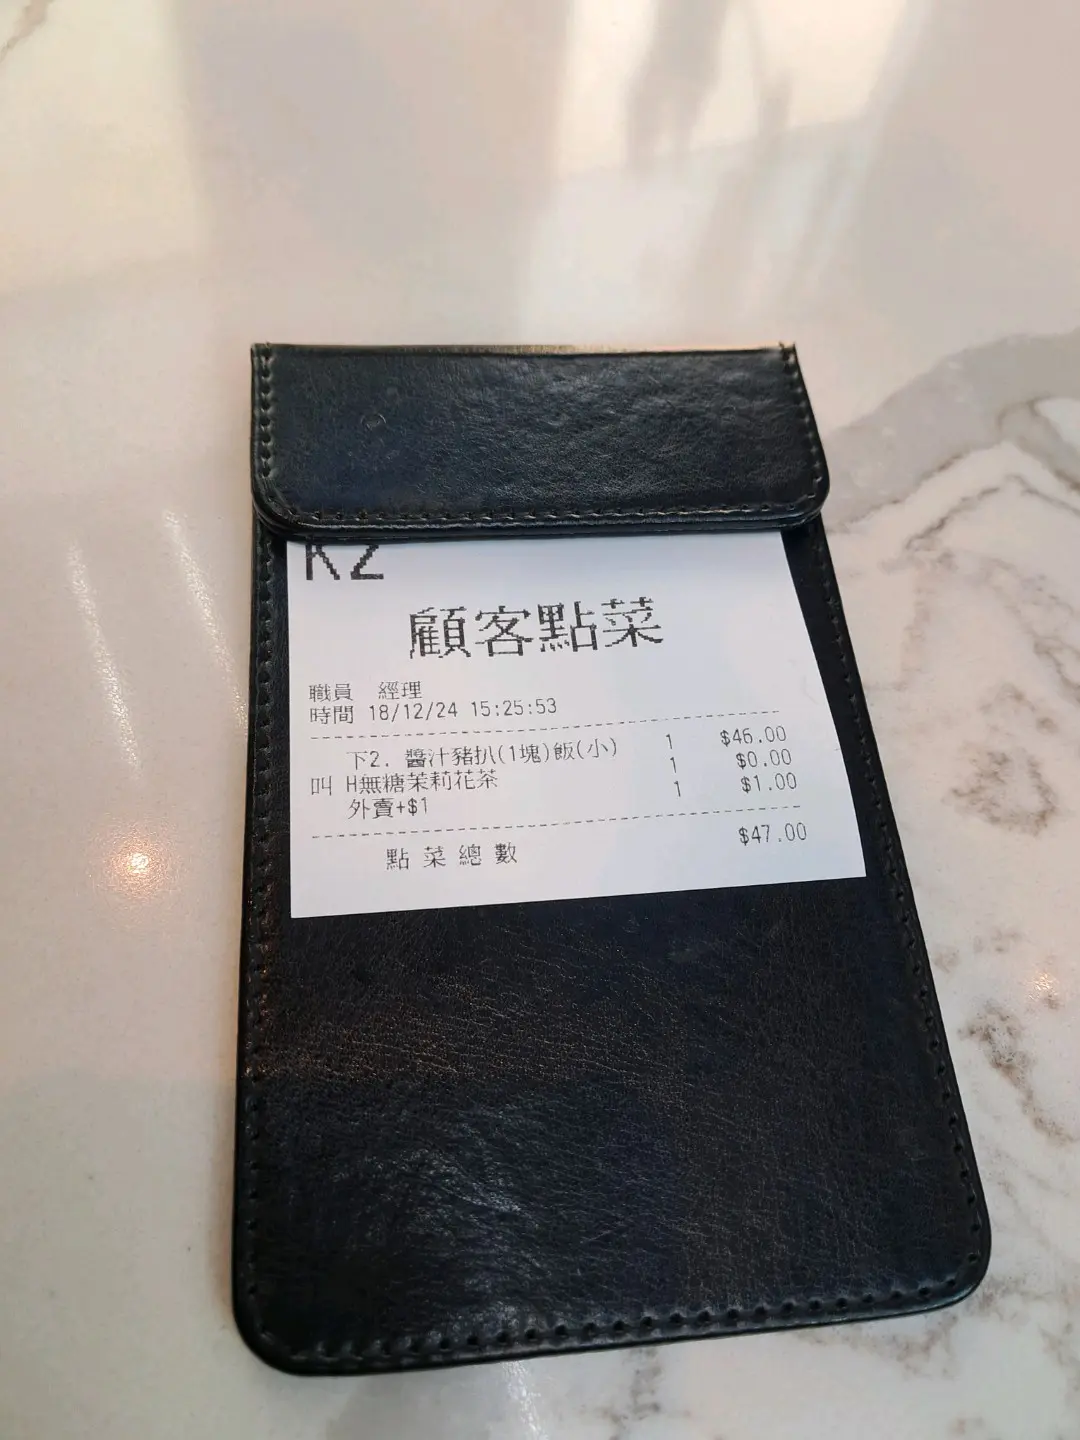 K2
顧客點菜
職員 經理
時間 18/12/24 15:25:53
下2. 醬汁豬扒(1塊)飯(小) 1 $46.00
叫 H無糖茉莉花茶 1 $0.00
外賣+$1 1 $1.00
點菜總數 $47.00